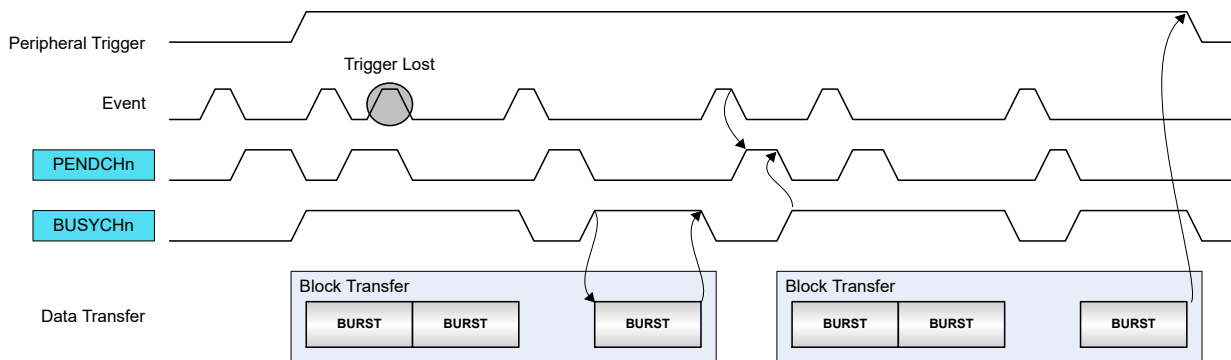 Peripheral Trigger
Trigger Lost
Event
PENDCHn
BUSYCHn
Data Transfer
Block Transfer
BURST
BURST
BURST
Block Transfer
BURST
BURST
BURST